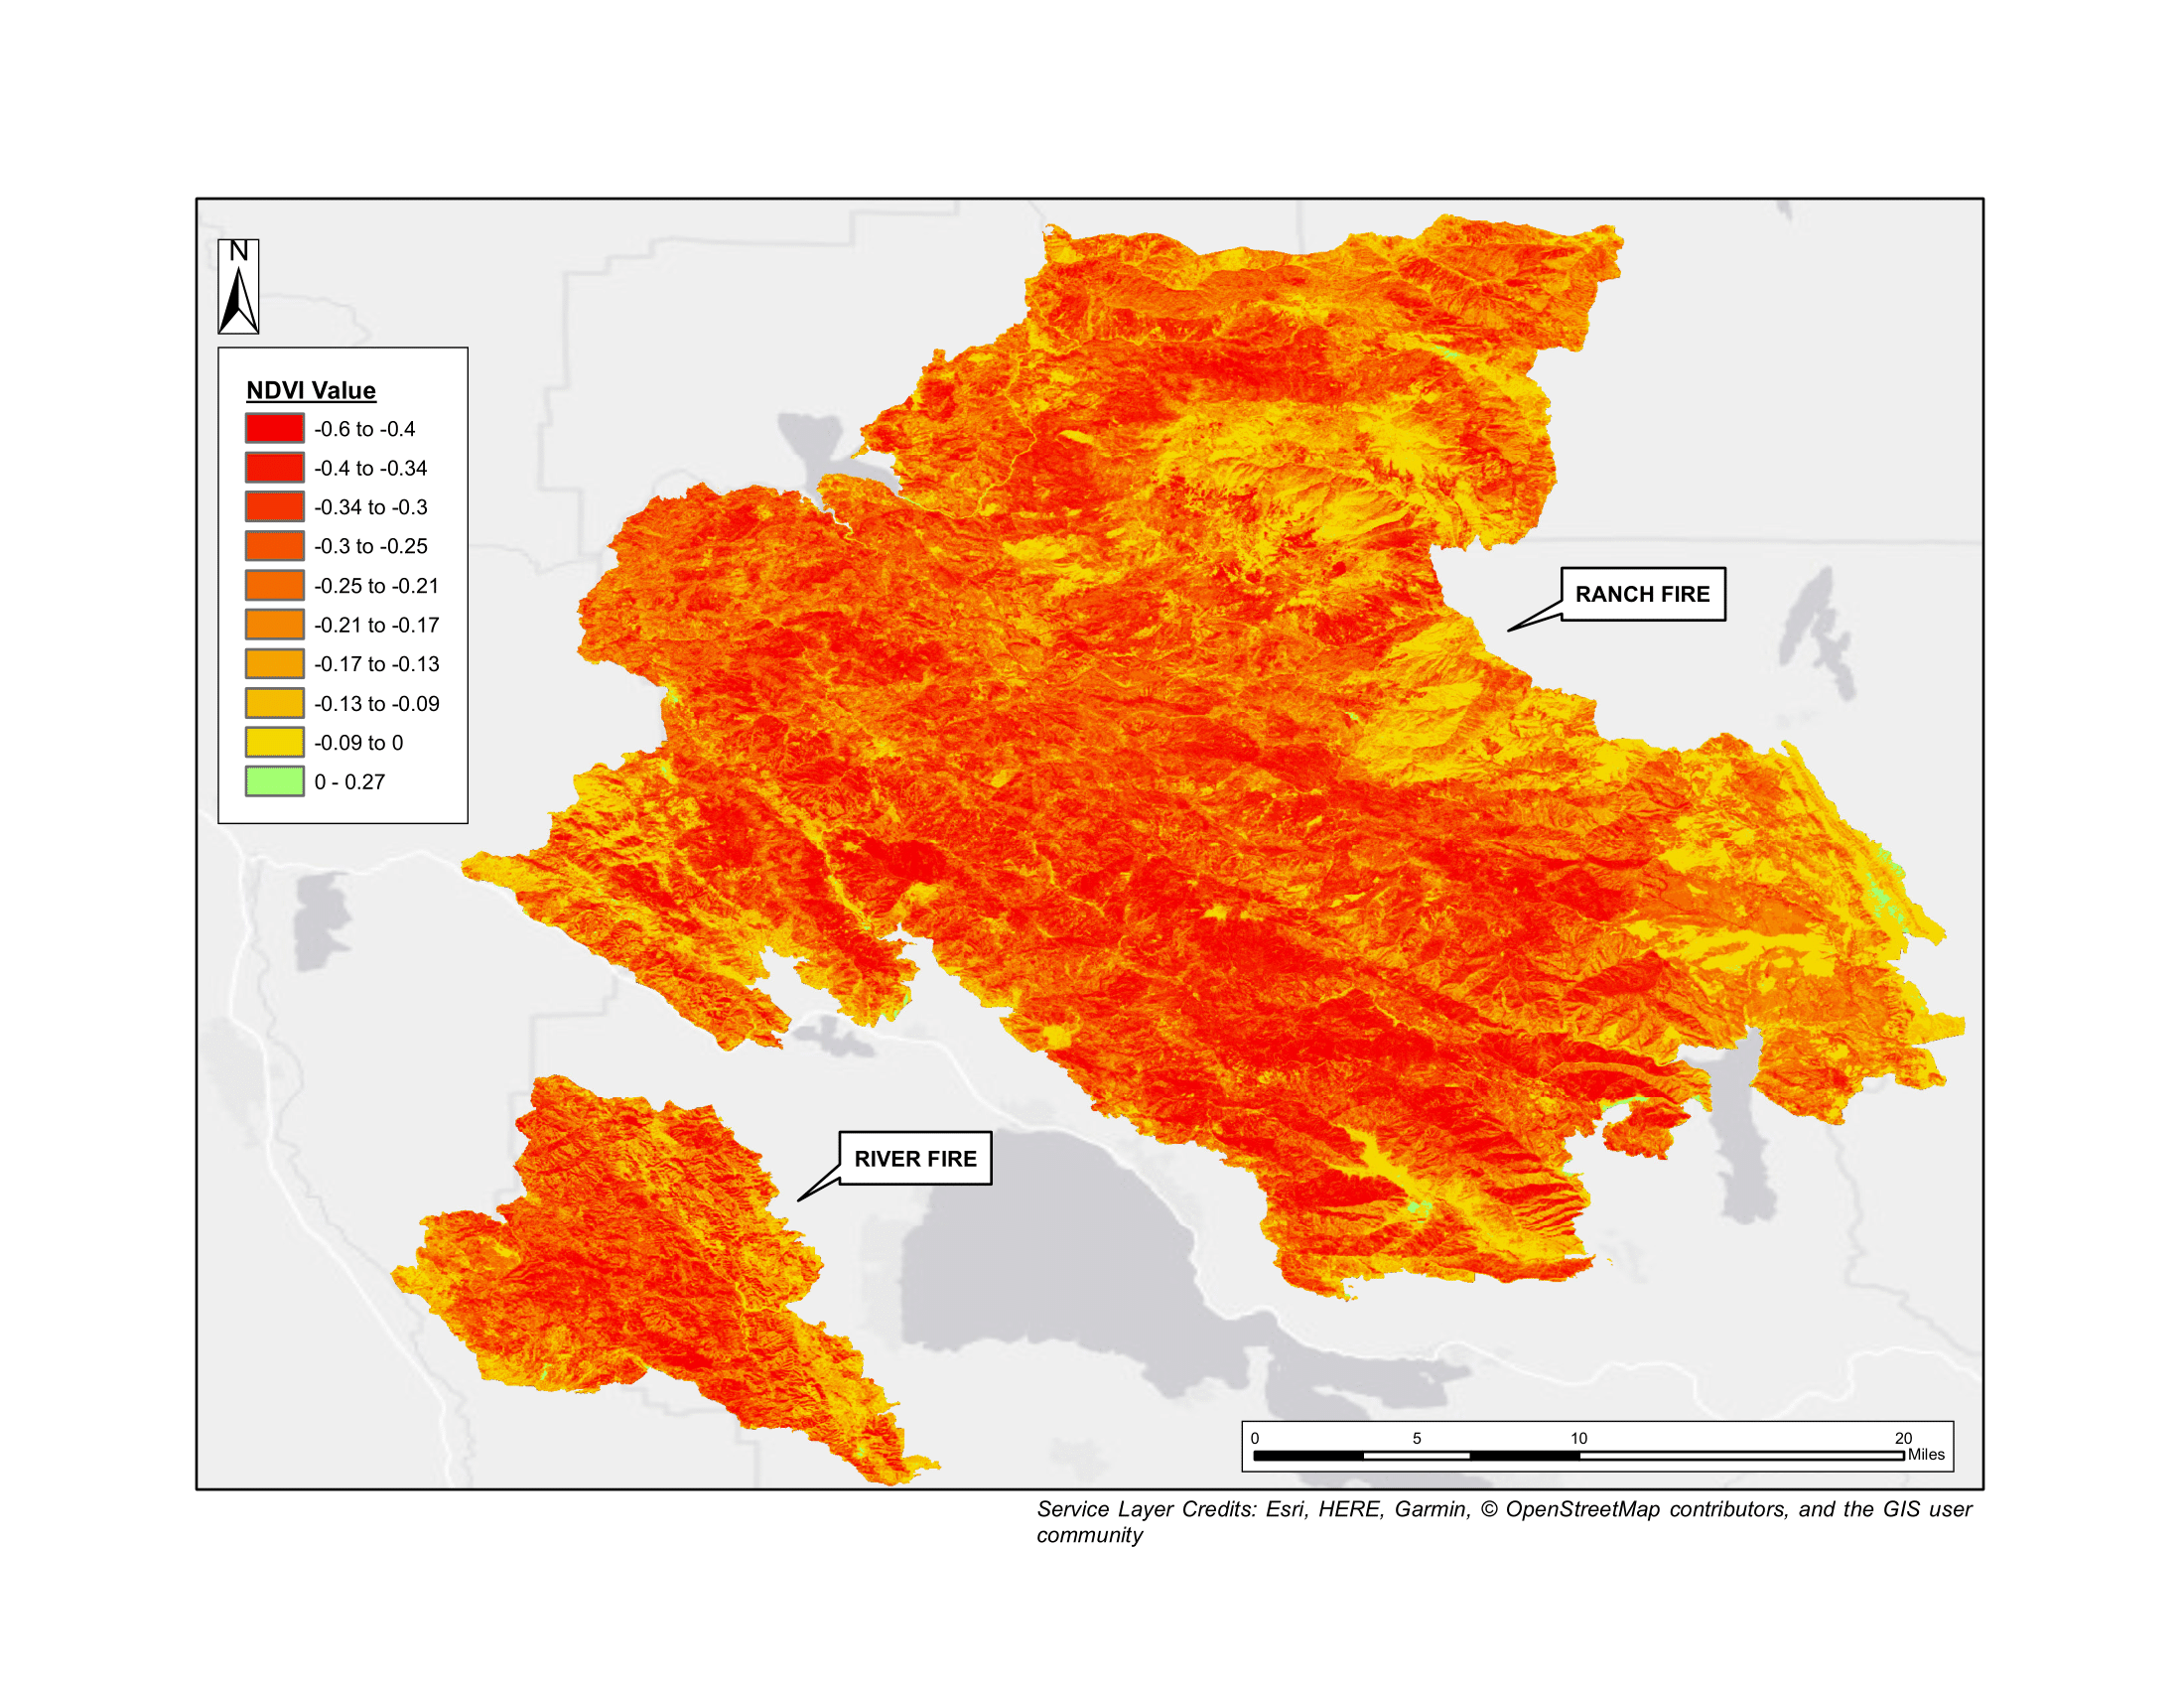 N
NDVI Value
-0.6 to -0.4
-0.4 to -0.34
-0.34 to -0.3
-0.3 to -0.25
-0.25 to -0.21
-0.21 to -0.17
-0.17 to -0.13
-0.13 to -0.09
-0.09 to 0
0 - 0.27
RANCH FIRE
RIVER FIRE
0 5 10 20
Miles
Service Layer Credits: Esri, HERE, Garmin, © OpenStreetMap contributors, and the GIS user
community